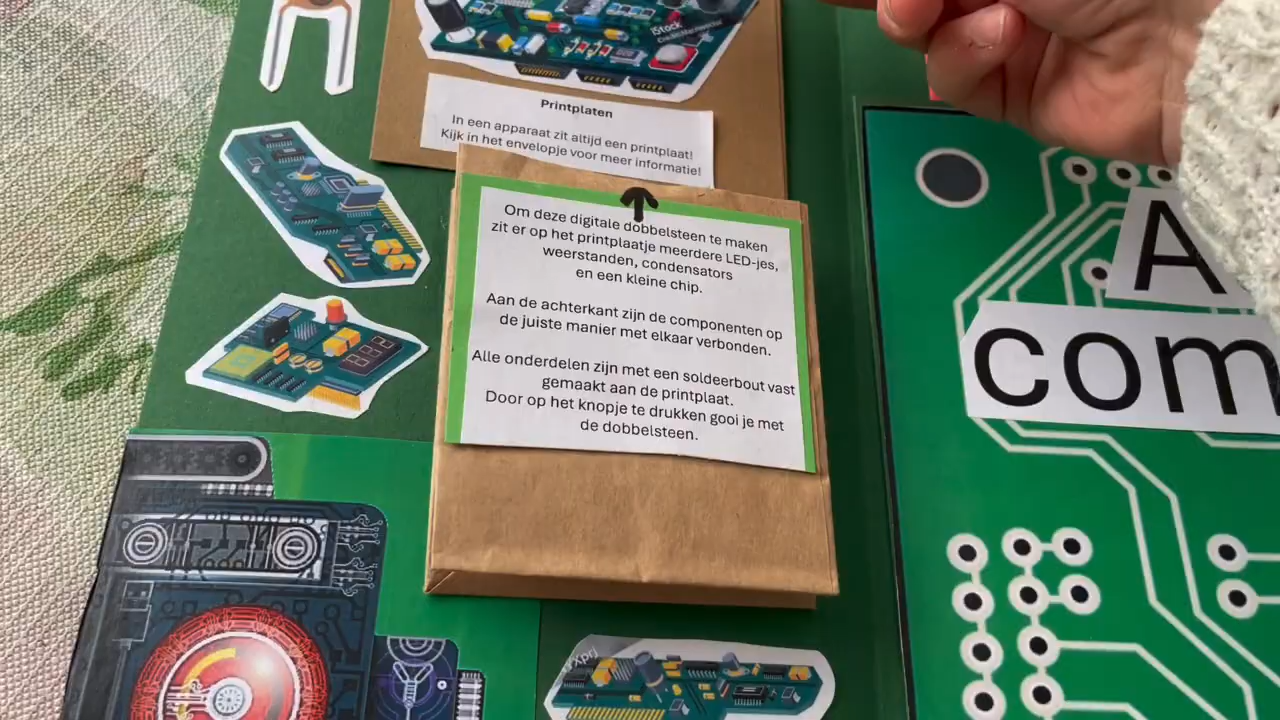 iStock
Printplaten
In een apparaat zit altijd een printplaat!
Kijk in het envelopje voor meer informatie!
Om deze digitale dobbelsteen te maken
zit er op het printplaatje meerdere LED-jes,
weerstanden, condensators
en een kleine chip.
Aan de achterkant zijn de componenten op
de juiste manier met elkaar verbonden.
Alle onderdelen zijn met een soldeerbout vast
gemaakt aan de printplaat.
Door op het knopje te drukken gooi je met
de dobbelsteen.
A
com